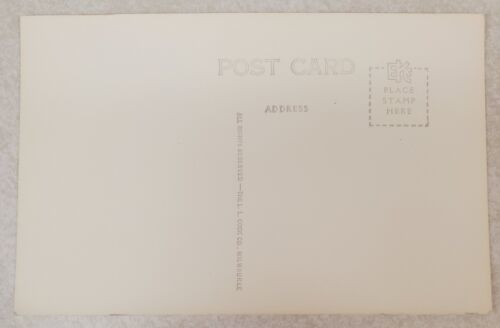 POST CARD
EKC
PLACE
STAMP
HERE
ADDRESS
ALL RIGHTS RESERVED—THE L. L. COOK CO., MILWAUKEE